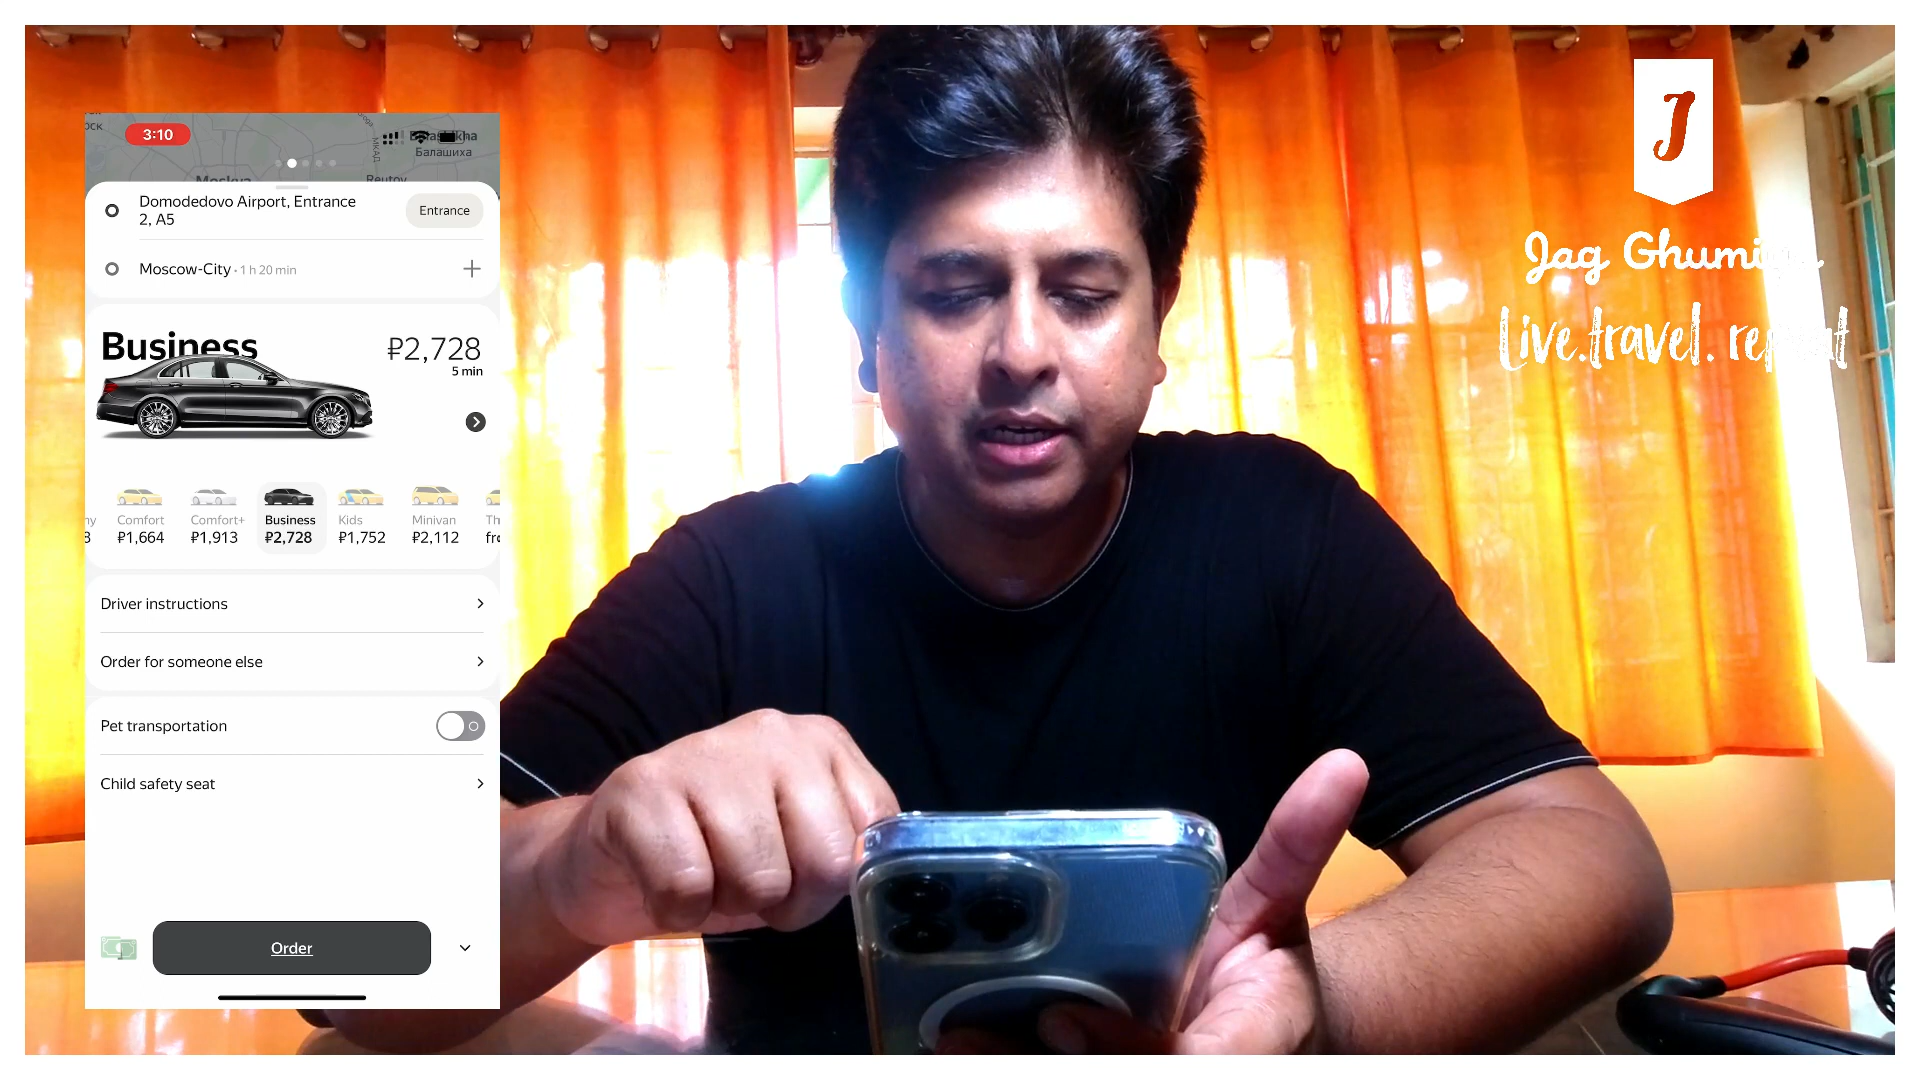 3:10
Балашиха
Domodedovo Airport, Entrance
2, A5
Entrance
Moscow-City • 1 h 20 min
Business
₽2,728
5 min
Comfort
₽1,664
Comfort+
₽1,913
Business
₽2,728
Kids
₽1,752
Minivan
₽2,112
Driver instructions
Order for someone else
Pet transportation
Child safety seat
Order
J
Jag Ghumiya
Live.travel. repeat